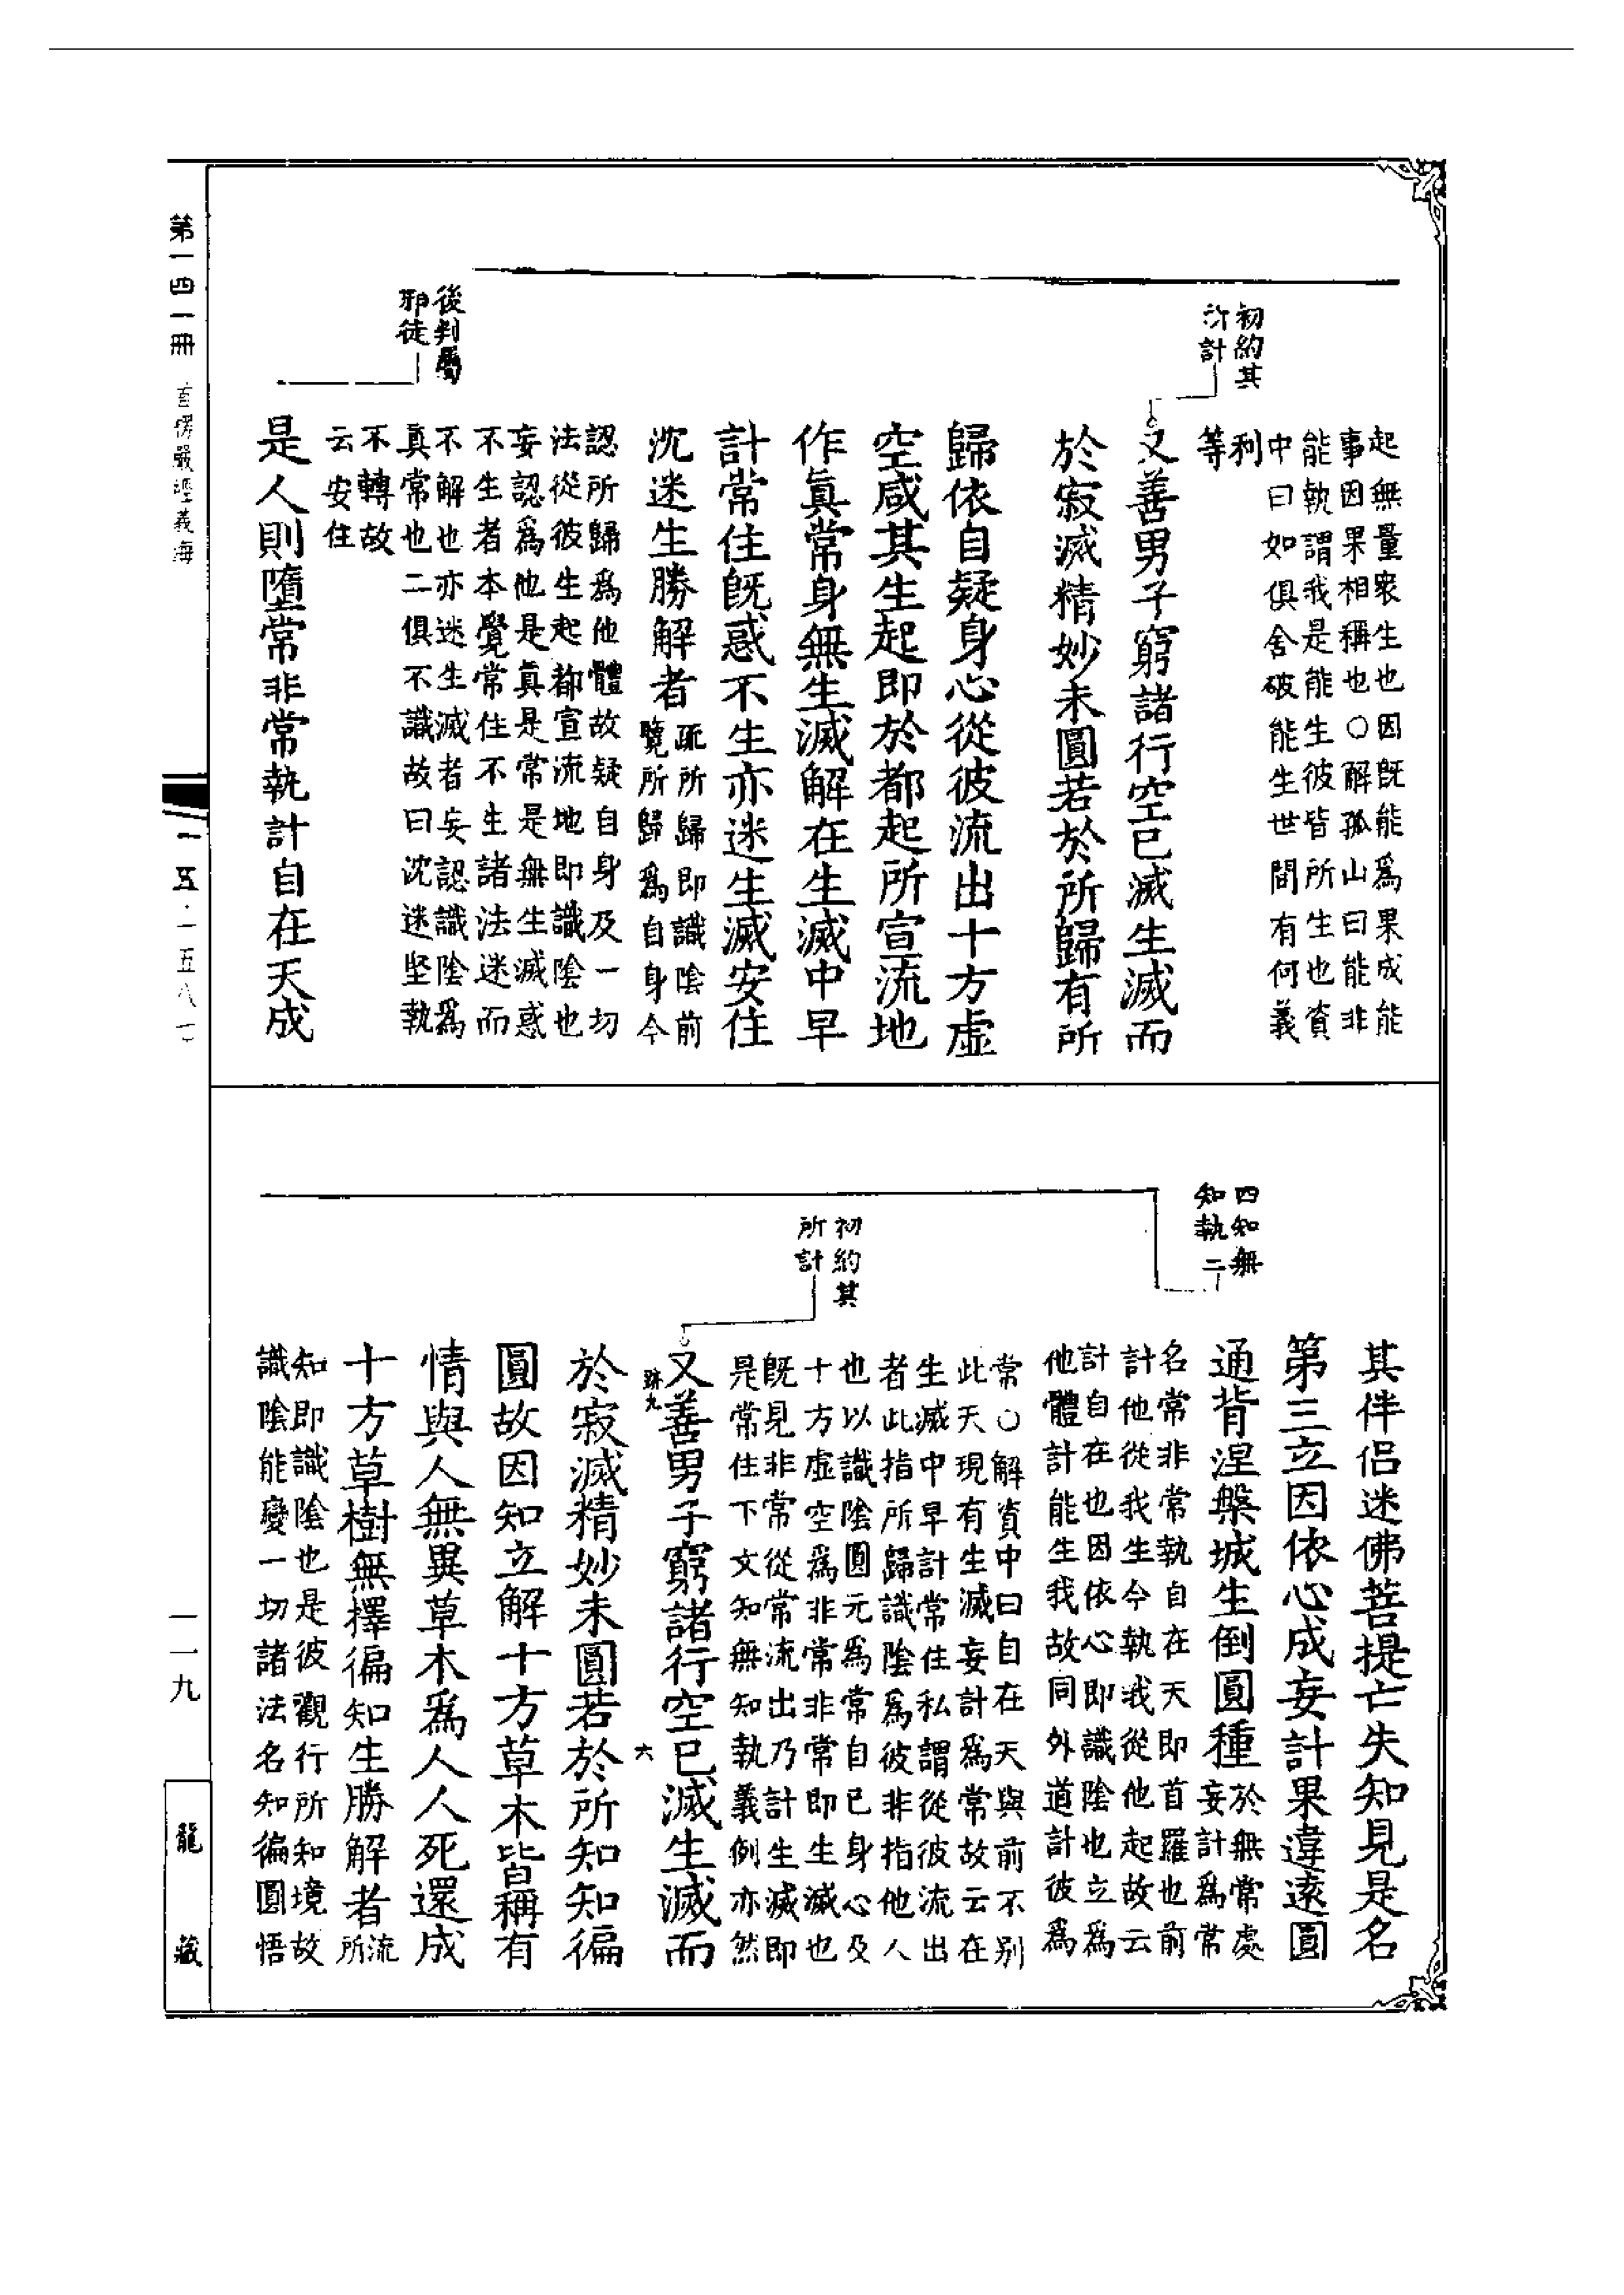 起無量衆生也因旣能爲果成能
事因果相稱也○解孤山曰能非
能執謂我是能生彼皆所生也資
中曰如俱舍破能生世間有何義
利
等
初約其
所計
又善男子窮諸行空已滅生滅而
於寂滅精妙未圓若於所歸有所
歸依自疑身心從彼流出十方虛
空咸其生起即於都起所宣流地
作眞常身無生滅解在生滅中早
計常住旣惑不生亦迷生滅安住
沈迷生勝解者
疏所歸即識陰前
覽所歸爲自身今
認所歸爲他體故疑自身及一切
法從彼生起都宣流地即識陰也
妄認爲他是眞是常是無生滅惑
不生者本覺常住不生諸法迷而
不解也亦迷生滅者妄認識陰爲
眞常也二俱不識故曰沈迷堅執
不轉故
云安住
後判屬
邪徒
是人則墮常非常執計自在天成
四知無
知執二
其伴侶迷佛菩提亡失知見是名
第三立因依心成妄計果違遠圓
通背涅槃城生倒圓種
於無常處
妄計爲常
名常非常執自在天即首羅也前
計他從我生今執我從他起故云
計自在也因依心即識陰也立爲
他體計能生我故同外道計彼爲
常○解資中曰自在天與前不別
此天現有生滅妄計爲常故云在
生滅中早計常住私謂從彼流出
者此指所歸識陰爲彼非指他人
也以識陰圓元爲常自已身心及
十方虛空爲非常非常即生滅也
旣見非常從常流出乃計生滅即
是常住下文知無知執義例亦然
初約其
所計
又善男子窮諸行空已滅生滅而
疏九
六
於寂滅精妙未圓若於所知知徧
圓故因知立解十方草木皆稱有
情與人無異草木爲人人死還成
十方草樹無擇徧知生勝解者
流
所
知即識陰也是彼觀行所知境故
識陰能變一切諸法名知徧圓悟
第一四一冊
首楞嚴經義海
一一九
龍藏